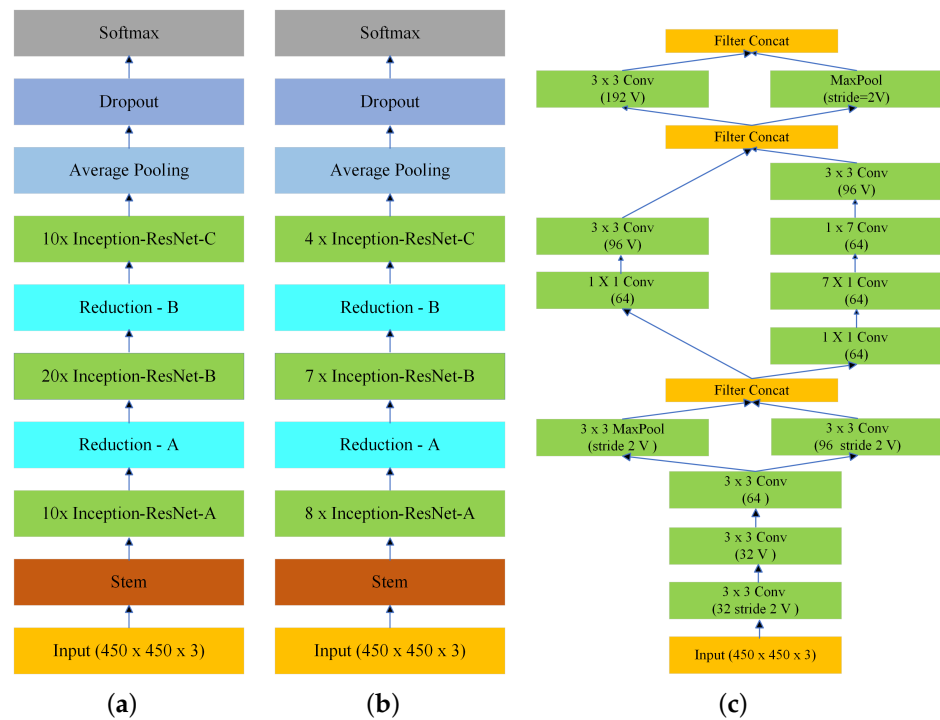 Softmax
Dropout
Average Pooling
10x Inception-ResNet-C
Reduction - B
20x Inception-ResNet-B
Reduction - A
10x Inception-ResNet-A
Stem
Input (450 x 450 x 3)
(a)
Softmax
Dropout
Average Pooling
4 x Inception-ResNet-C
Reduction - B
7 x Inception-ResNet-B
Reduction - A
8 x Inception-ResNet-A
Stem
Input (450 x 450 x 3)
(b)
Filter Concat
3 x 3 Conv
(192 V)
MaxPool
(stride=2V)
Filter Concat
3 x 3 Conv
(96 V)
3 x 3 Conv
(96 V)
1 x 7 Conv
(64)
1 X 1 Conv
(64)
7 X 1 Conv
(64)
1 X 1 Conv
(64)
Filter Concat
3 x 3 MaxPool
(stride 2 V )
3 x 3 Conv
(96 stride 2 V)
3 x 3 Conv
(64 )
3 x 3 Conv
(32 V )
3 x 3 Conv
(32 stride 2 V )
Input (450 x 450 x 3)
(c)